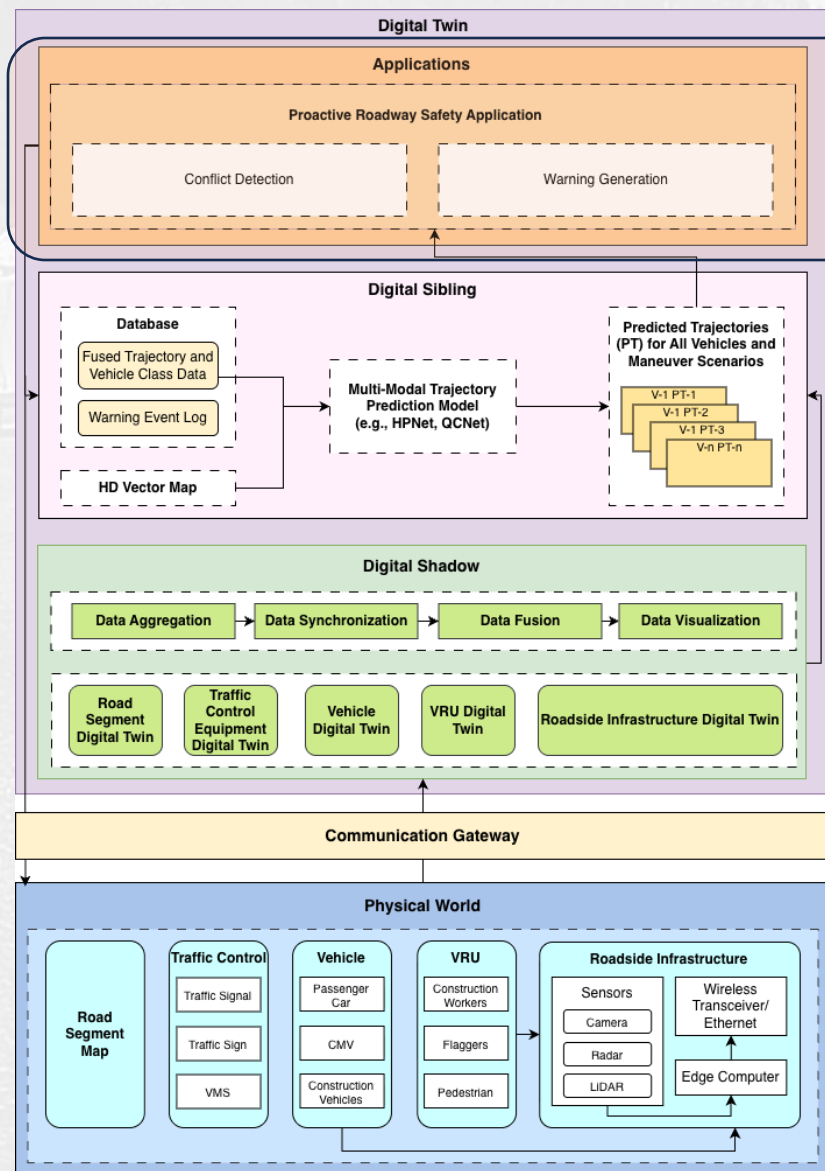 Digital Twin
Applications
Proactive Roadway Safety Application
Conflict Detection
Warning Generation
Digital Sibling
Database
Fused Trajectory and
Vehicle Class Data
Warning Event Log
HD Vector Map
Multi-Modal Trajectory
Prediction Model
(e.g., HPNet, QCNet)
Predicted Trajectories
(PT) for All Vehicles and
Maneuver Scenarios
V-1 PT-1
V-1 PT-2
V-1 PT-3
V-n PT-n
Digital Shadow
Data Aggregation
Data Synchronization
Data Fusion
Data Visualization
Road
Segment
Digital Twin
Traffic
Control
Equipment
Digital Twin
Vehicle
Digital Twin
VRU Digital
Twin
Roadside Infrastructure Digital Twin
Communication Gateway
Physical World
Road
Segment
Map
Traffic Control
Traffic Signal
Traffic Sign
VMS
Vehicle
Passenger
Car
CMV
Construction
Vehicles
VRU
Construction
Workers
Flaggers
Pedestrian
Roadside Infrastructure
Sensors
Camera
Radar
LiDAR
Wireless
Transceiver/
Ethernet
Edge Computer